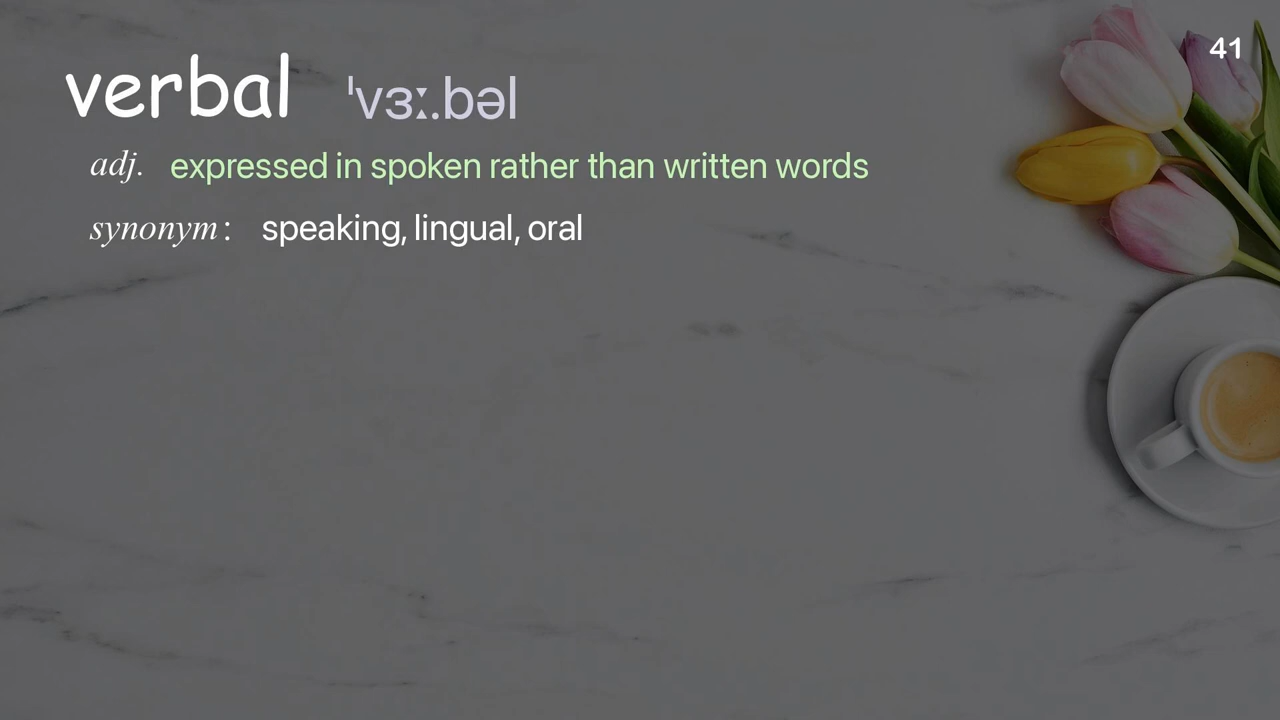 41
verbal ˈvɜː.bəl
adj. expressed in spoken rather than written words
synonym: speaking, lingual, oral